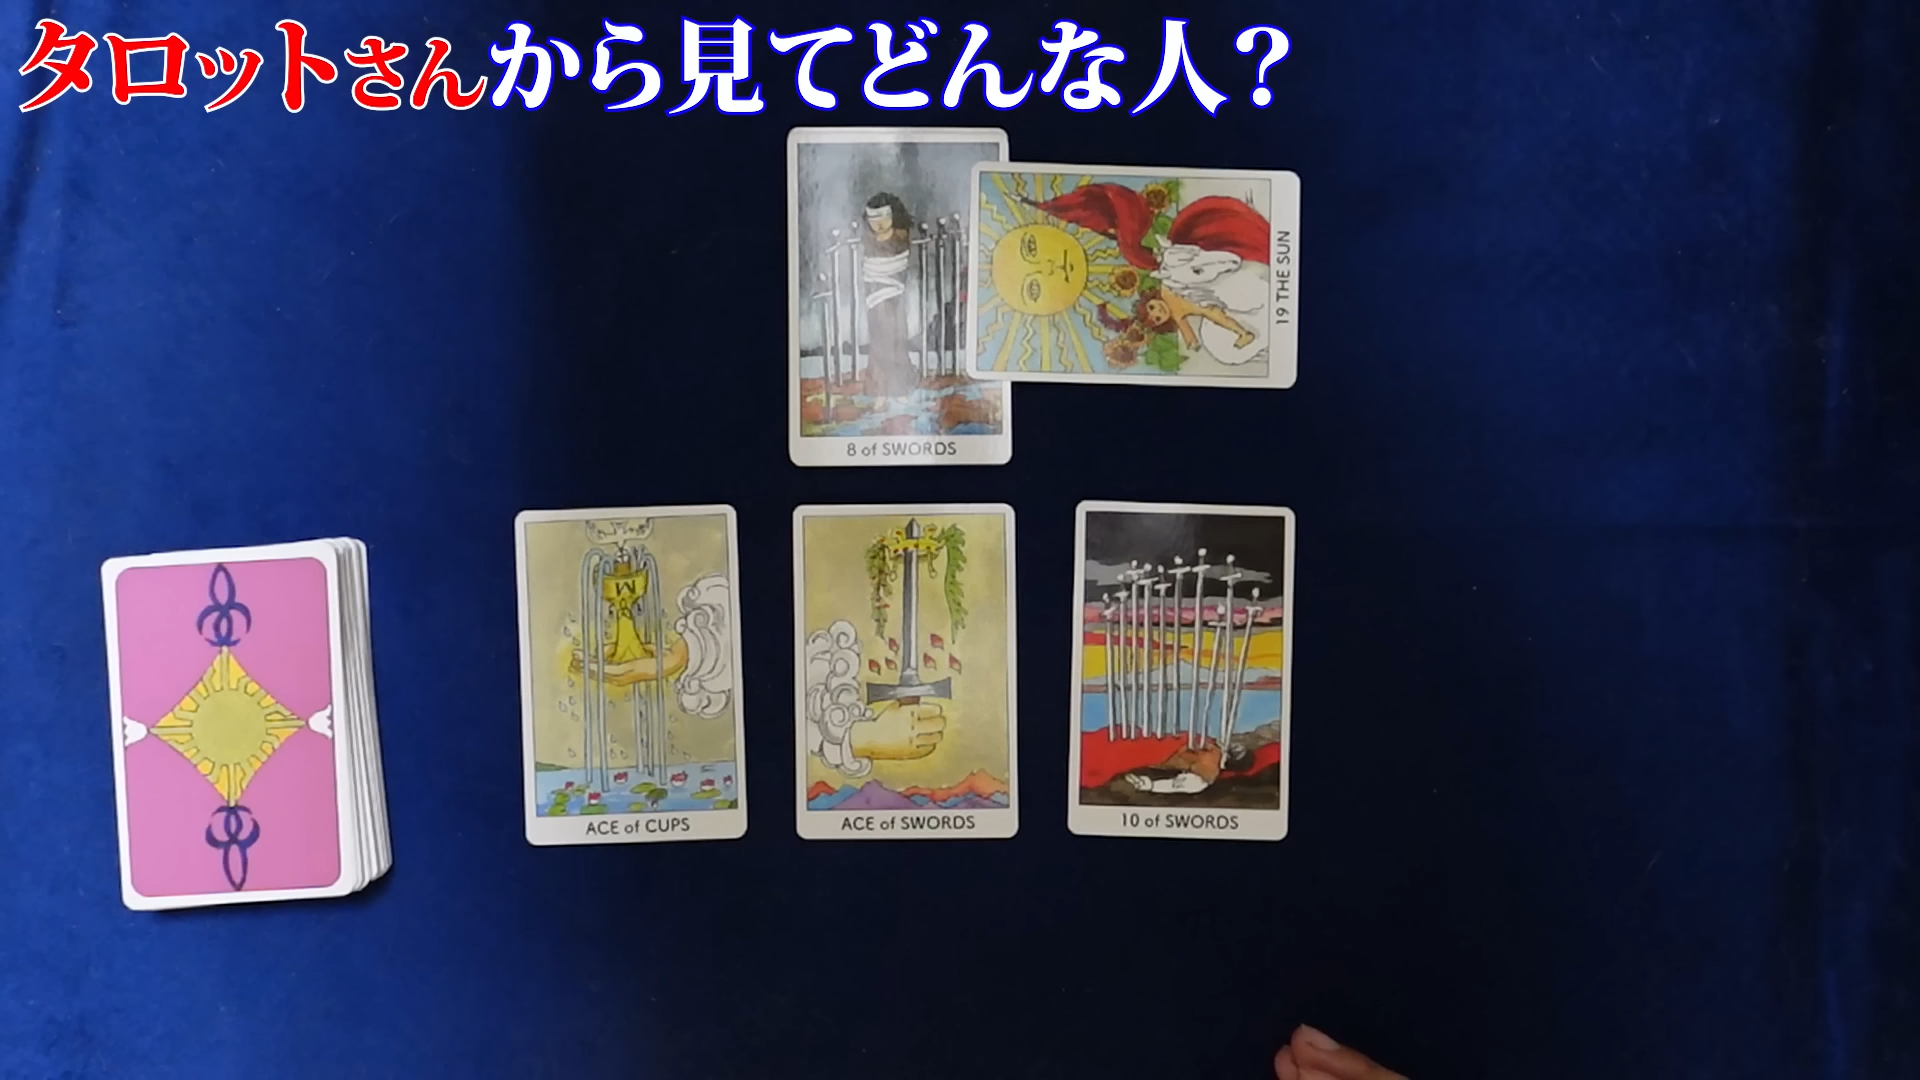 タロットさんから見てどんな人?
8 of SWORDS
19 THE SUN
ACE of CUPS
ACE of SWORDS
10 of SWORDS